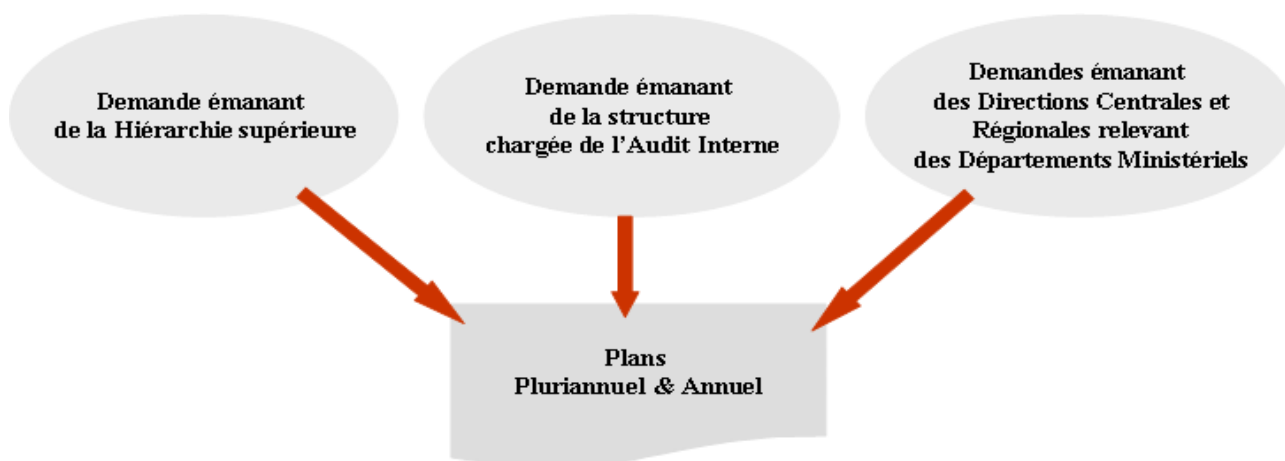 Demande émanant
de la Hiérarchie supérieure
Demande émanant
de la structure
chargée de l'Audit Interne
Demandes émanant
des Directions Centrales et
Régionales relevant
des Départements Ministériels
Plans
Pluriannuel & Annuel